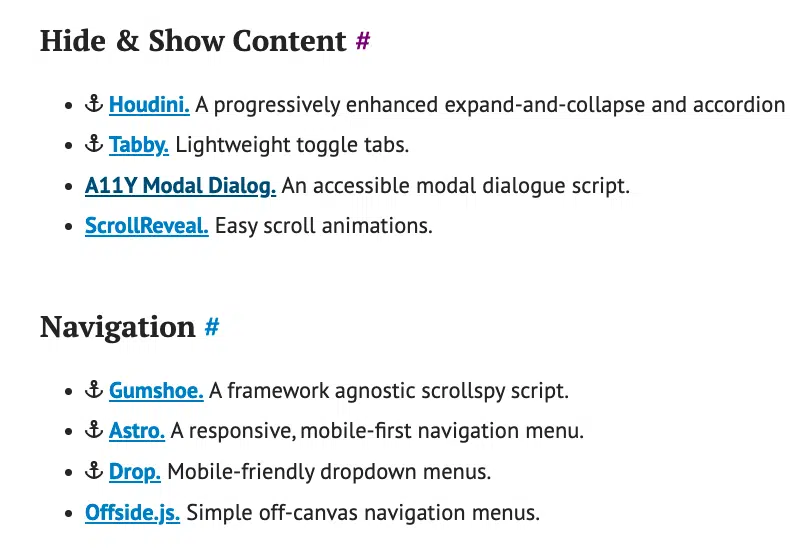 Hide & Show Content #
⚓ Houdini. A progressively enhanced expand-and-collapse and accordion
⚓ Tabby. Lightweight toggle tabs.
A11Y Modal Dialog. An accessible modal dialogue script.
ScrollReveal. Easy scroll animations.
Navigation #
⚓ Gumshoe. A framework agnostic scrollspy script.
⚓ Astro. A responsive, mobile-first navigation menu.
⚓ Drop. Mobile-friendly dropdown menus.
Offside.js. Simple off-canvas navigation menus.